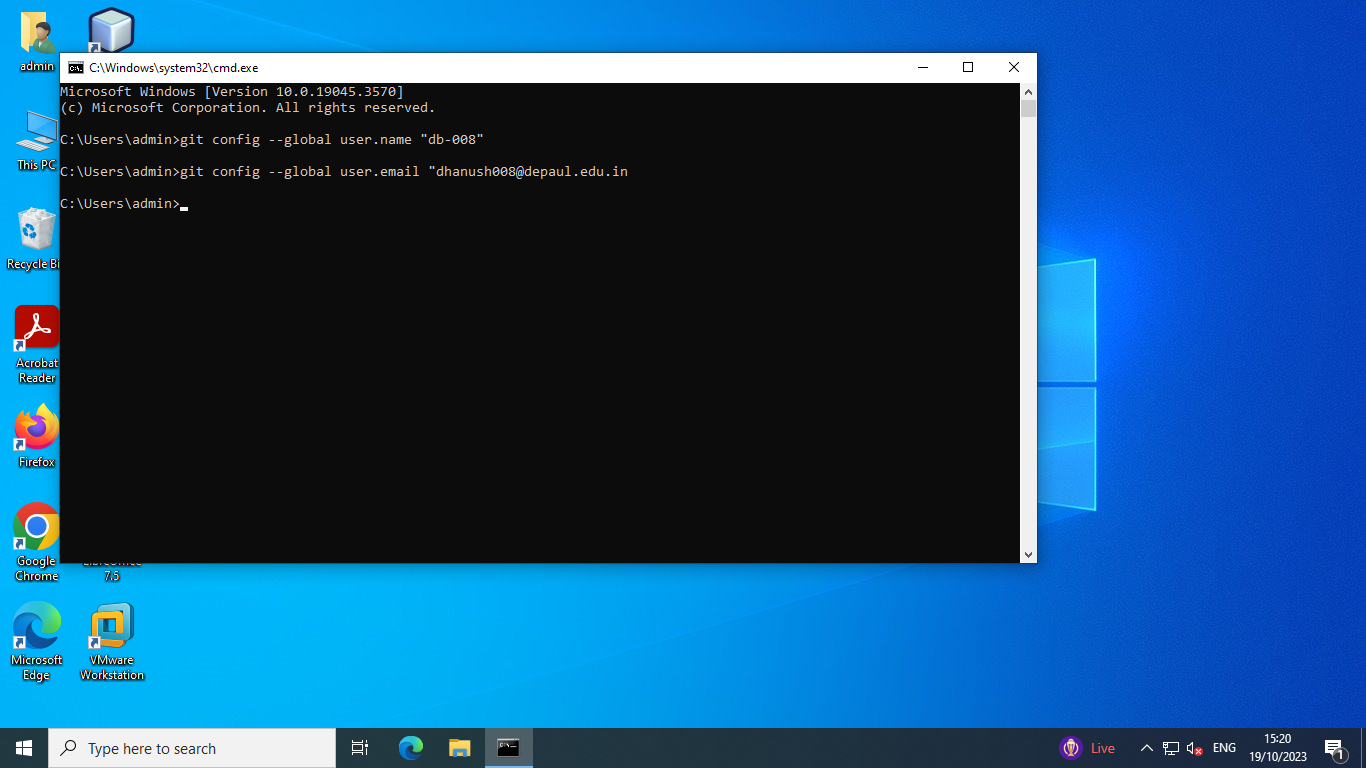 admin
C:\Windows\system32\cmd.exe
Microsoft Windows [Version 10.0.19045.3570]
(c) Microsoft Corporation. All rights reserved.
C:\Users\admin>git config --global user.name "db-008"
C:\Users\admin>git config --global user.email "dhanush008@depaul.edu.in
C:\Users\admin>
This PC
Recycle Bi
Acrobat
Reader
Firefox
Google
Chrome
LibreOffice
7.5
Microsoft
Edge
VMware
Workstation
Type here to search
Live
ENG
15:20
19/10/2023
1